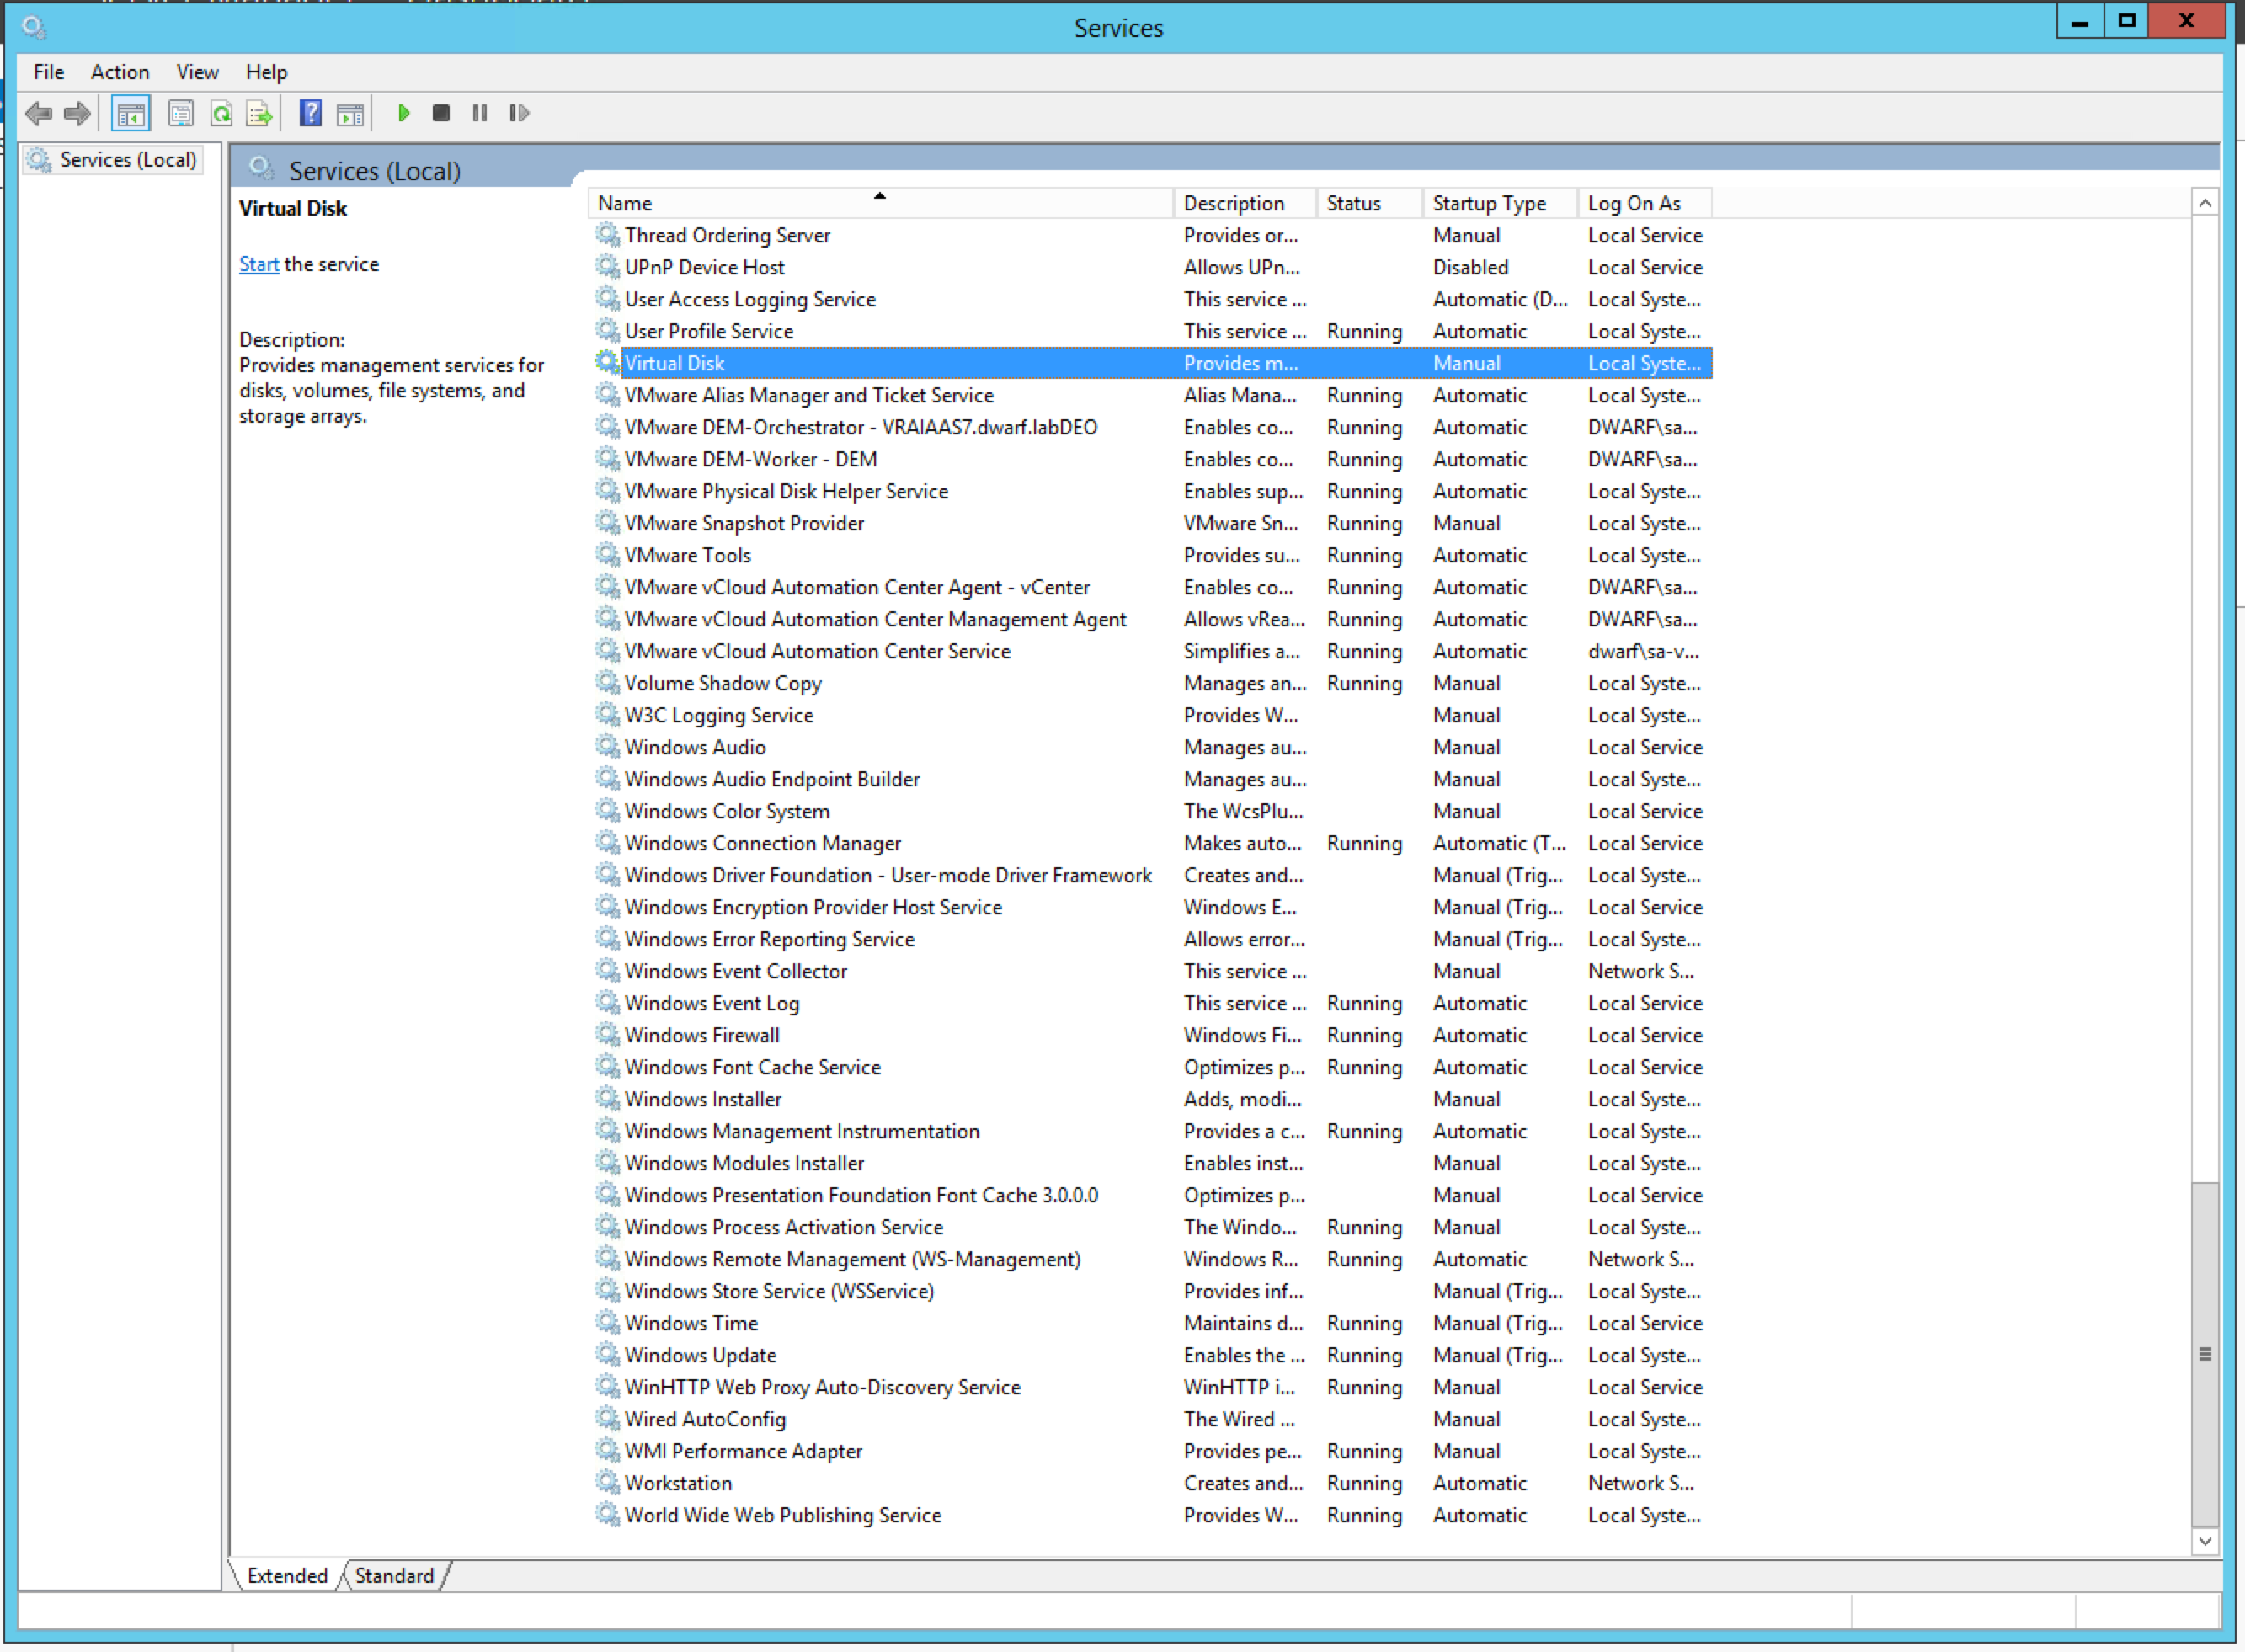 Services
File Action View Help
Services (Local)
Services (Local)
Virtual Disk
Start the service
Description:
Provides management services for
disks, volumes, file systems, and
storage arrays.
Name Description Status Startup Type Log On As
Thread Ordering Server Provides or... Manual Local Service
UPnP Device Host Allows UPn... Disabled Local Service
User Access Logging Service This service ... Automatic (D... Local Syste...
User Profile Service This service ... Running Automatic Local Syste...
Virtual Disk Provides m... Manual Local Syste...
VMware Alias Manager and Ticket Service Alias Mana... Running Automatic Local Syste...
VMware DEM-Orchestrator - VRAIAAS7.dwarf.labDEO Enables co... Running Automatic DWARF\sa...
VMware DEM-Worker - DEM Enables co... Running Automatic DWARF\sa...
VMware Physical Disk Helper Service Enables sup... Running Automatic Local Syste...
VMware Snapshot Provider VMware Sn... Running Manual Local Syste...
VMware Tools Provides su... Running Automatic Local Syste...
VMware vCloud Automation Center Agent - vCenter Enables co... Running Automatic DWARF\sa...
VMware vCloud Automation Center Management Agent Allows vRea... Running Automatic DWARF\sa...
VMware vCloud Automation Center Service Simplifies a... Running Automatic dwarf\sa-v...
Volume Shadow Copy Manages an... Running Manual Local Syste...
W3C Logging Service Provides W... Manual Local Syste...
Windows Audio Manages au... Manual Local Service
Windows Audio Endpoint Builder Manages au... Manual Local Syste...
Windows Color System The WcsPlu... Manual Local Service
Windows Connection Manager Makes auto... Running Automatic (T... Local Service
Windows Driver Foundation - User-mode Driver Framework Creates and... Manual (Trig... Local Syste...
Windows Encryption Provider Host Service Windows E... Manual (Trig... Local Service
Windows Error Reporting Service Allows error... Manual (Trig... Local Syste...
Windows Event Collector This service ... Manual Network S...
Windows Event Log This service ... Running Automatic Local Service
Windows Firewall Windows Fi... Running Automatic Local Service
Windows Font Cache Service Optimizes p... Running Automatic Local Service
Windows Installer Adds, modi... Manual Local Syste...
Windows Management Instrumentation Provides a c... Running Automatic Local Syste...
Windows Modules Installer Enables inst... Manual Local Syste...
Windows Presentation Foundation Font Cache 3.0.0.0 Optimizes p... Manual Local Service
Windows Process Activation Service The Windo... Running Manual Local Syste...
Windows Remote Management (WS-Management) Windows R... Running Automatic Network S...
Windows Store Service (WSService) Provides inf... Manual (Trig... Local Syste...
Windows Time Maintains d... Running Manual (Trig... Local Service
Windows Update Enables the ... Running Manual (Trig... Local Syste...
WinHTTP Web Proxy Auto-Discovery Service WinHTTP i... Running Manual Local Service
Wired AutoConfig The Wired ... Manual Local Syste...
WMI Performance Adapter Provides pe... Running Manual Local Syste...
Workstation Creates and... Running Automatic Network S...
World Wide Web Publishing Service Provides W... Running Automatic Local Syste...
Extended Standard